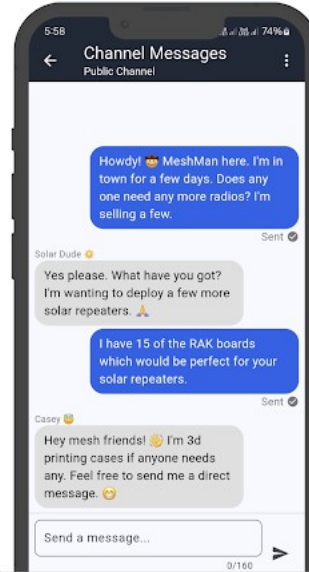 5:58
74%
Channel Messages
Public Channel
Howdy! 🤠 MeshMan here. I'm in
town for a few days. Does any
one need any more radios? I'm
selling a few.
Sent
Solar Dude 🌞
Yes please. What have you got?
I'm wanting to deploy a few more
solar repeaters. 🙏
I have 15 of the RAK boards
which would be perfect for your
solar repeaters.
Sent
Casey 😇
Hey mesh friends! 👋 I'm 3d
printing cases if anyone needs
any. Feel free to send me a direct
message. 😁
Send a message...
0/160